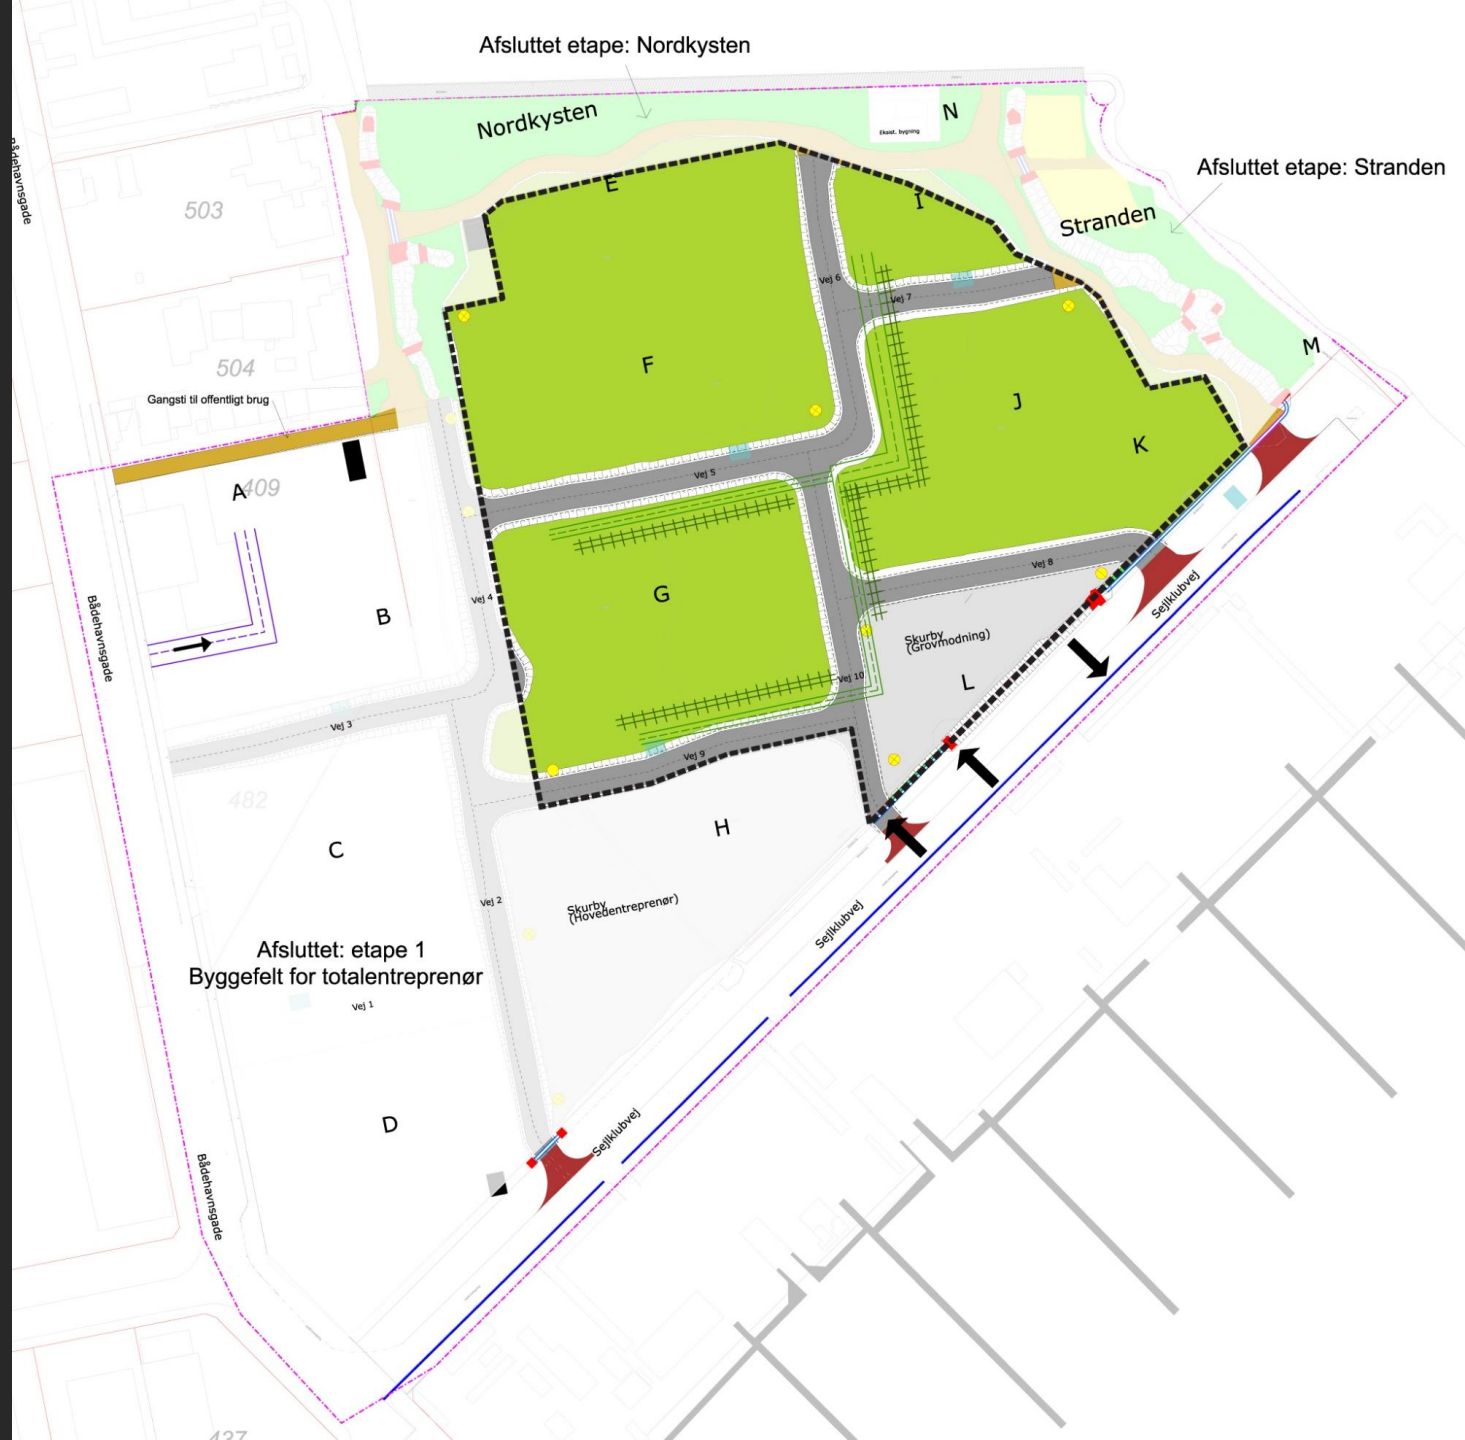 Afsluttet etape: Nordkysten
Nordkysten
N
Eksist. bygning
Afsluttet etape: Stranden
Stranden
Bådehavnsgade
503
E
I
Vej 6
Vej 7
504
F
M
J
Gangsti til offentligt brug
K
A
409
Vej 5
Vej 8
Sejlklubvej
Vej 4
G
B
Bådehavnsgade
Skurby
(Grovmodning)
Vej 10
L
Vej 3
Vej 9
482
H
C
Vej 2
Skurby
(Hovedentreprenør)
Sejlklubvej
Afsluttet: etape 1
Byggefelt for totalentreprenør
Vej 1
D
Sejlklubvej
Bådehavnsgade
437